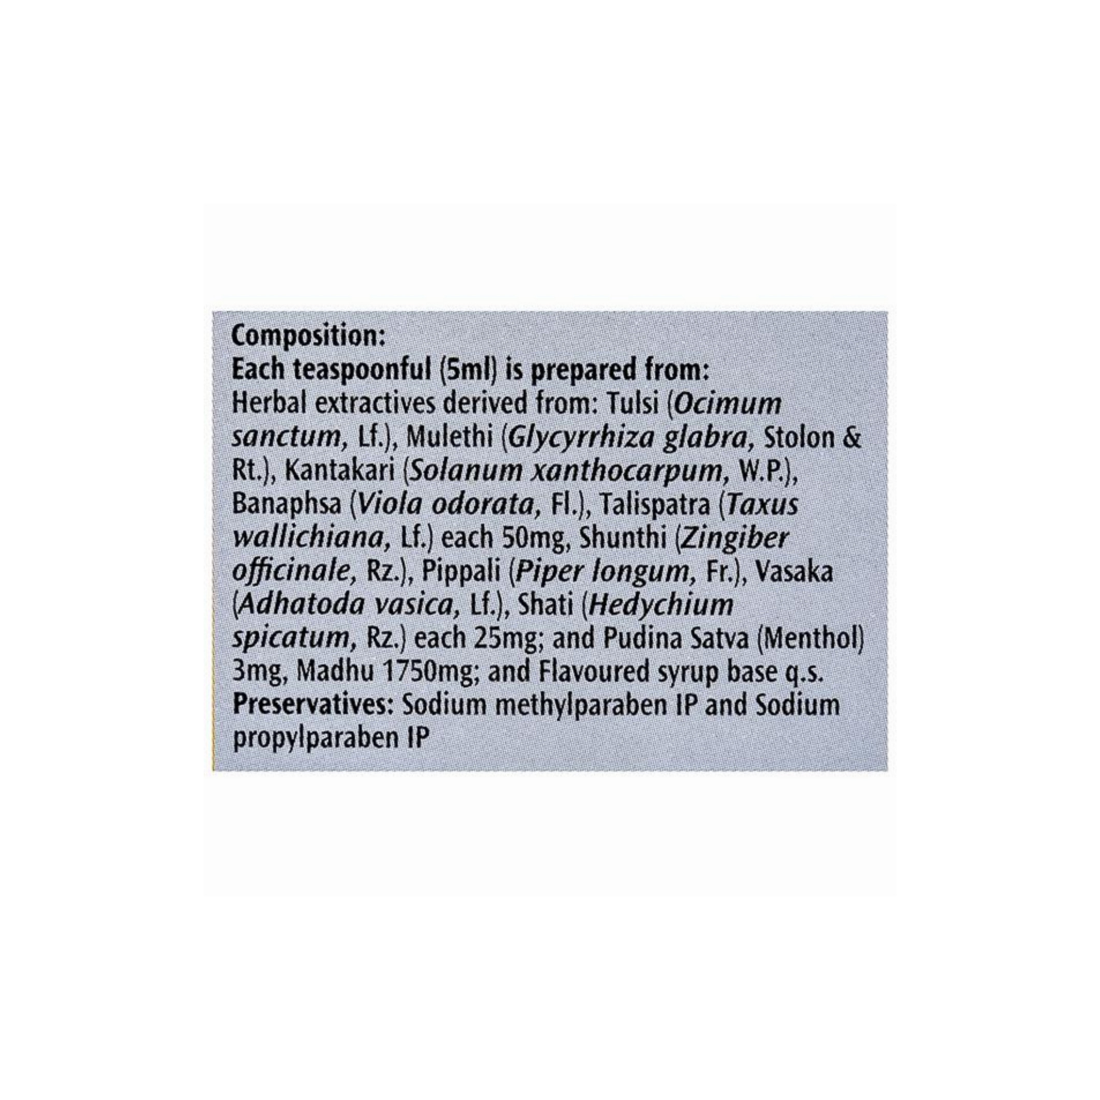 Composition:
Each teaspoonful (5ml) is prepared from:
Herbal extractives derived from: Tulsi (Ocimum
sanctum, Lf.), Mulethi (Glycyrrhiza glabra, Stolon &
Rt.), Kantakari (Solanum xanthocarpum, W.P.),
Banaphsa (Viola odorata, Fl.), Talispatra (Taxus
wallichiana, Lf.) each 50mg, Shunthi (Zingiber
officinale, Rz.), Pippali (Piper longum, Fr.), Vasaka
(Adhatoda vasica, Lf.), Shati (Hedychium
spicatum, Rz.) each 25mg; and Pudina Satva (Menthol)
3mg, Madhu 1750mg; and Flavoured syrup base q.s.
Preservatives: Sodium methylparaben IP and Sodium
propylparaben IP